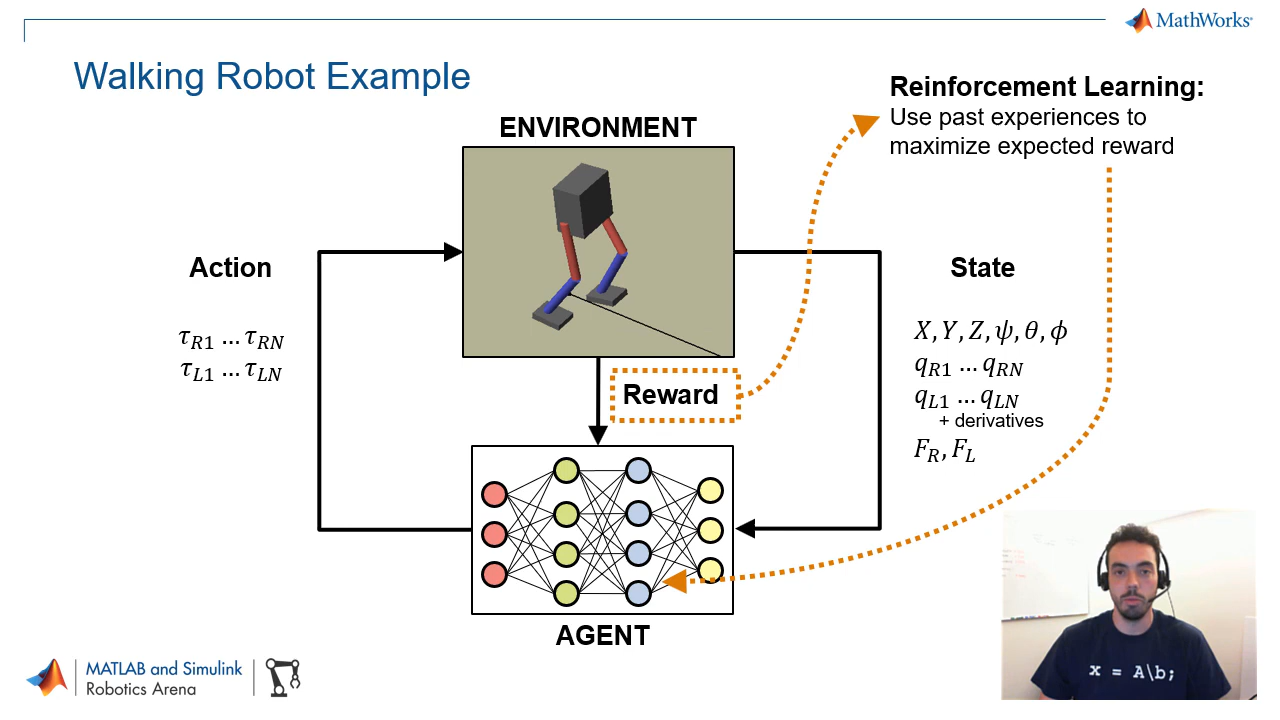 MathWorks®
Walking Robot Example
Reinforcement Learning:
Use past experiences to
maximize expected reward
ENVIRONMENT
Action
State
τ_R1 … τ_RN
τ_L1 … τ_LN
X, Y, Z, ψ, θ, ϕ
q_R1 … q_RN
q_L1 … q_LN
+ derivatives
F_R, F_L
Reward
AGENT
MATLAB and Simulink
Robotics Arena
x = A\b;